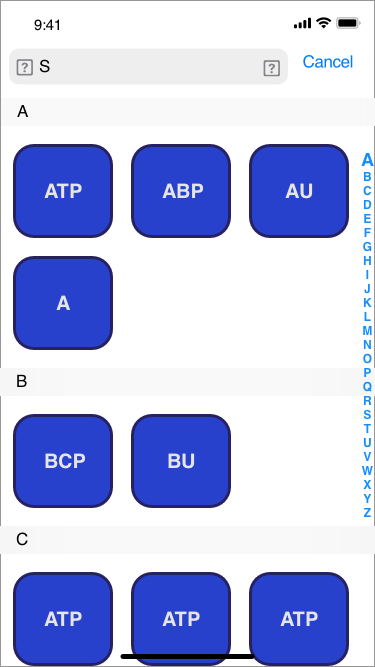 9:41
? S ?
Cancel
A
ATP ABP AU
A
B
BCP BU
C
ATP ATP ATP
A
B
C
D
E
F
G
H
I
J
K
L
M
N
O
P
Q
R
S
T
U
V
W
X
Y
Z